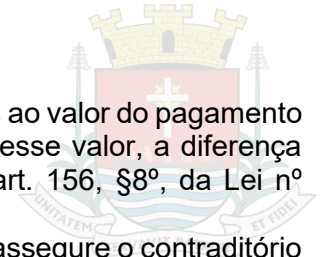 ao valor do pagamento
esse valor, a diferença
art. 156, §8º, da Lei nº
assegure o contraditório